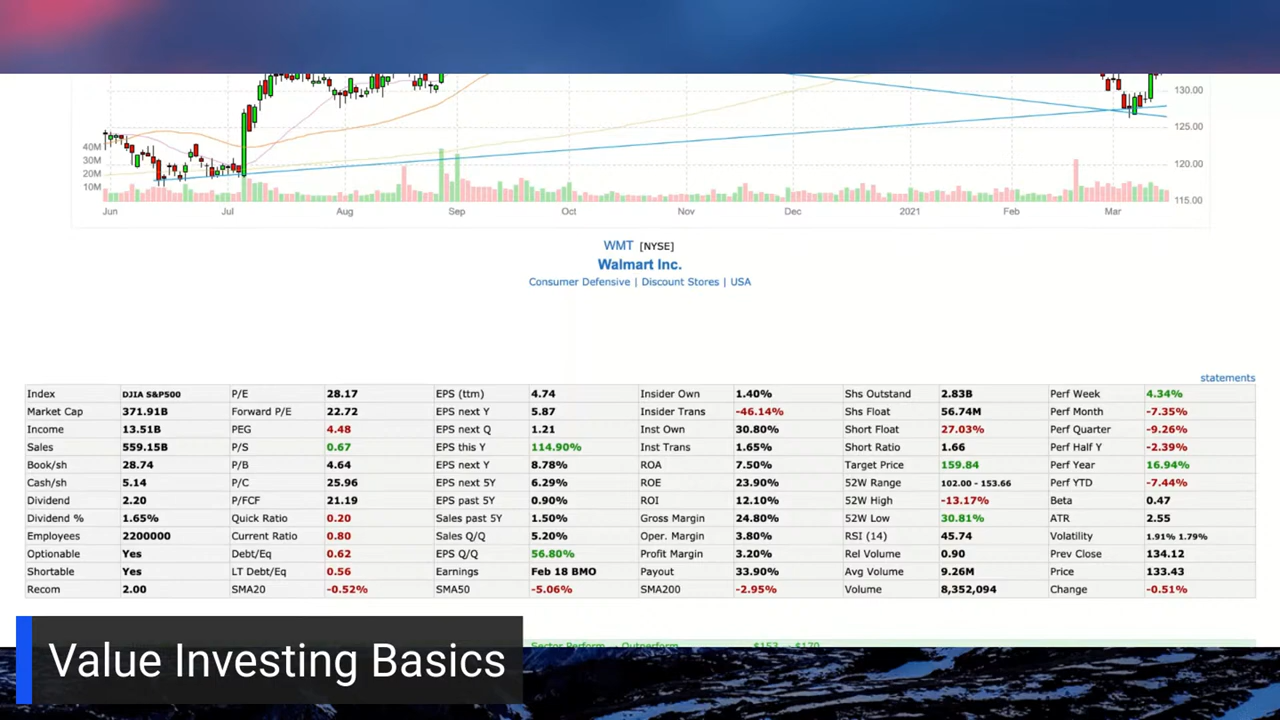 130.00
125.00
120.00
115.00
40M
30M
20M
10M
Jun Jul Aug Sep Oct Nov Dec 2021 Feb Mar
WMT [NYSE]
Walmart Inc.
Consumer Defensive | Discount Stores | USA
statements
Index DJIA S&P500 P/E 28.17 EPS (ttm) 4.74 Insider Own 1.40% Shs Outstand 2.83B Perf Week 4.34%
Market Cap 371.91B Forward P/E 22.72 EPS next Y 5.87 Insider Trans -46.14% Shs Float 56.74M Perf Month -7.35%
Income 13.51B PEG 4.48 EPS next Q 1.21 Inst Own 30.80% Short Float 27.03% Perf Quarter -9.26%
Sales 559.15B P/S 0.67 EPS this Y 114.90% Inst Trans 1.65% Short Ratio 1.66 Perf Half Y -2.39%
Book/sh 28.74 P/B 4.64 EPS next Y 8.78% ROA 7.50% Target Price 159.84 Perf Year 16.94%
Cash/sh 5.14 P/C 25.96 EPS next 5Y 6.29% ROE 23.90% 52W Range 102.00 - 153.66 Perf YTD -7.44%
Dividend 2.20 P/FCF 21.19 EPS past 5Y 0.90% ROI 12.10% 52W High -13.17% Beta 0.47
Dividend % 1.65% Quick Ratio 0.20 Sales past 5Y 1.50% Gross Margin 24.80% 52W Low 30.81% ATR 2.55
Employees 2200000 Current Ratio 0.80 Sales Q/Q 5.20% Oper. Margin 3.80% RSI (14) 45.74 Volatility 1.91% 1.79%
Optionable Yes Debt/Eq 0.62 EPS Q/Q 56.80% Profit Margin 3.20% Rel Volume 0.90 Prev Close 134.12
Shortable Yes LT Debt/Eq 0.56 Earnings Feb 18 BMO Payout 33.90% Avg Volume 9.26M Price 133.43
Recom 2.00 SMA20 -0.52% SMA50 -5.06% SMA200 -2.95% Volume 8,352,094 Change -0.51%
Sector Perform → Outperform $153 → $170
Value Investing Basics